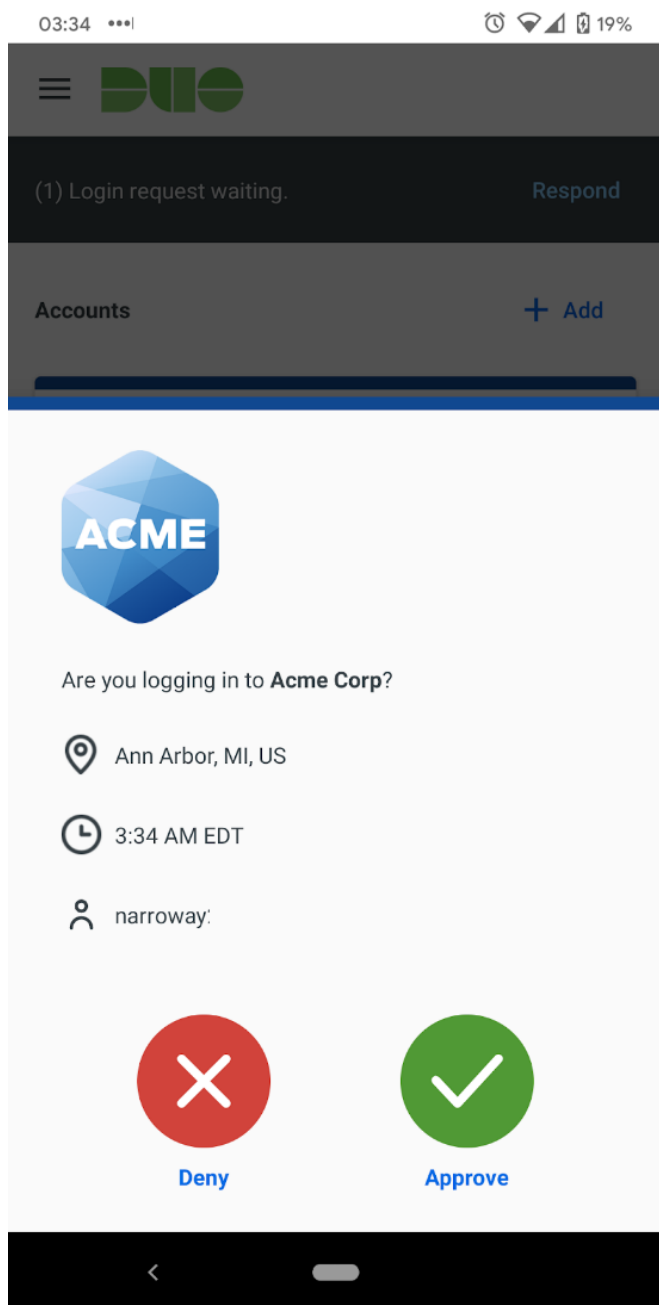 03:34
19%
DUO
(1) Login request waiting. Respond
Accounts + Add
ACME
Are you logging in to Acme Corp?
Ann Arbor, MI, US
3:34 AM EDT
narroway
Deny Approve